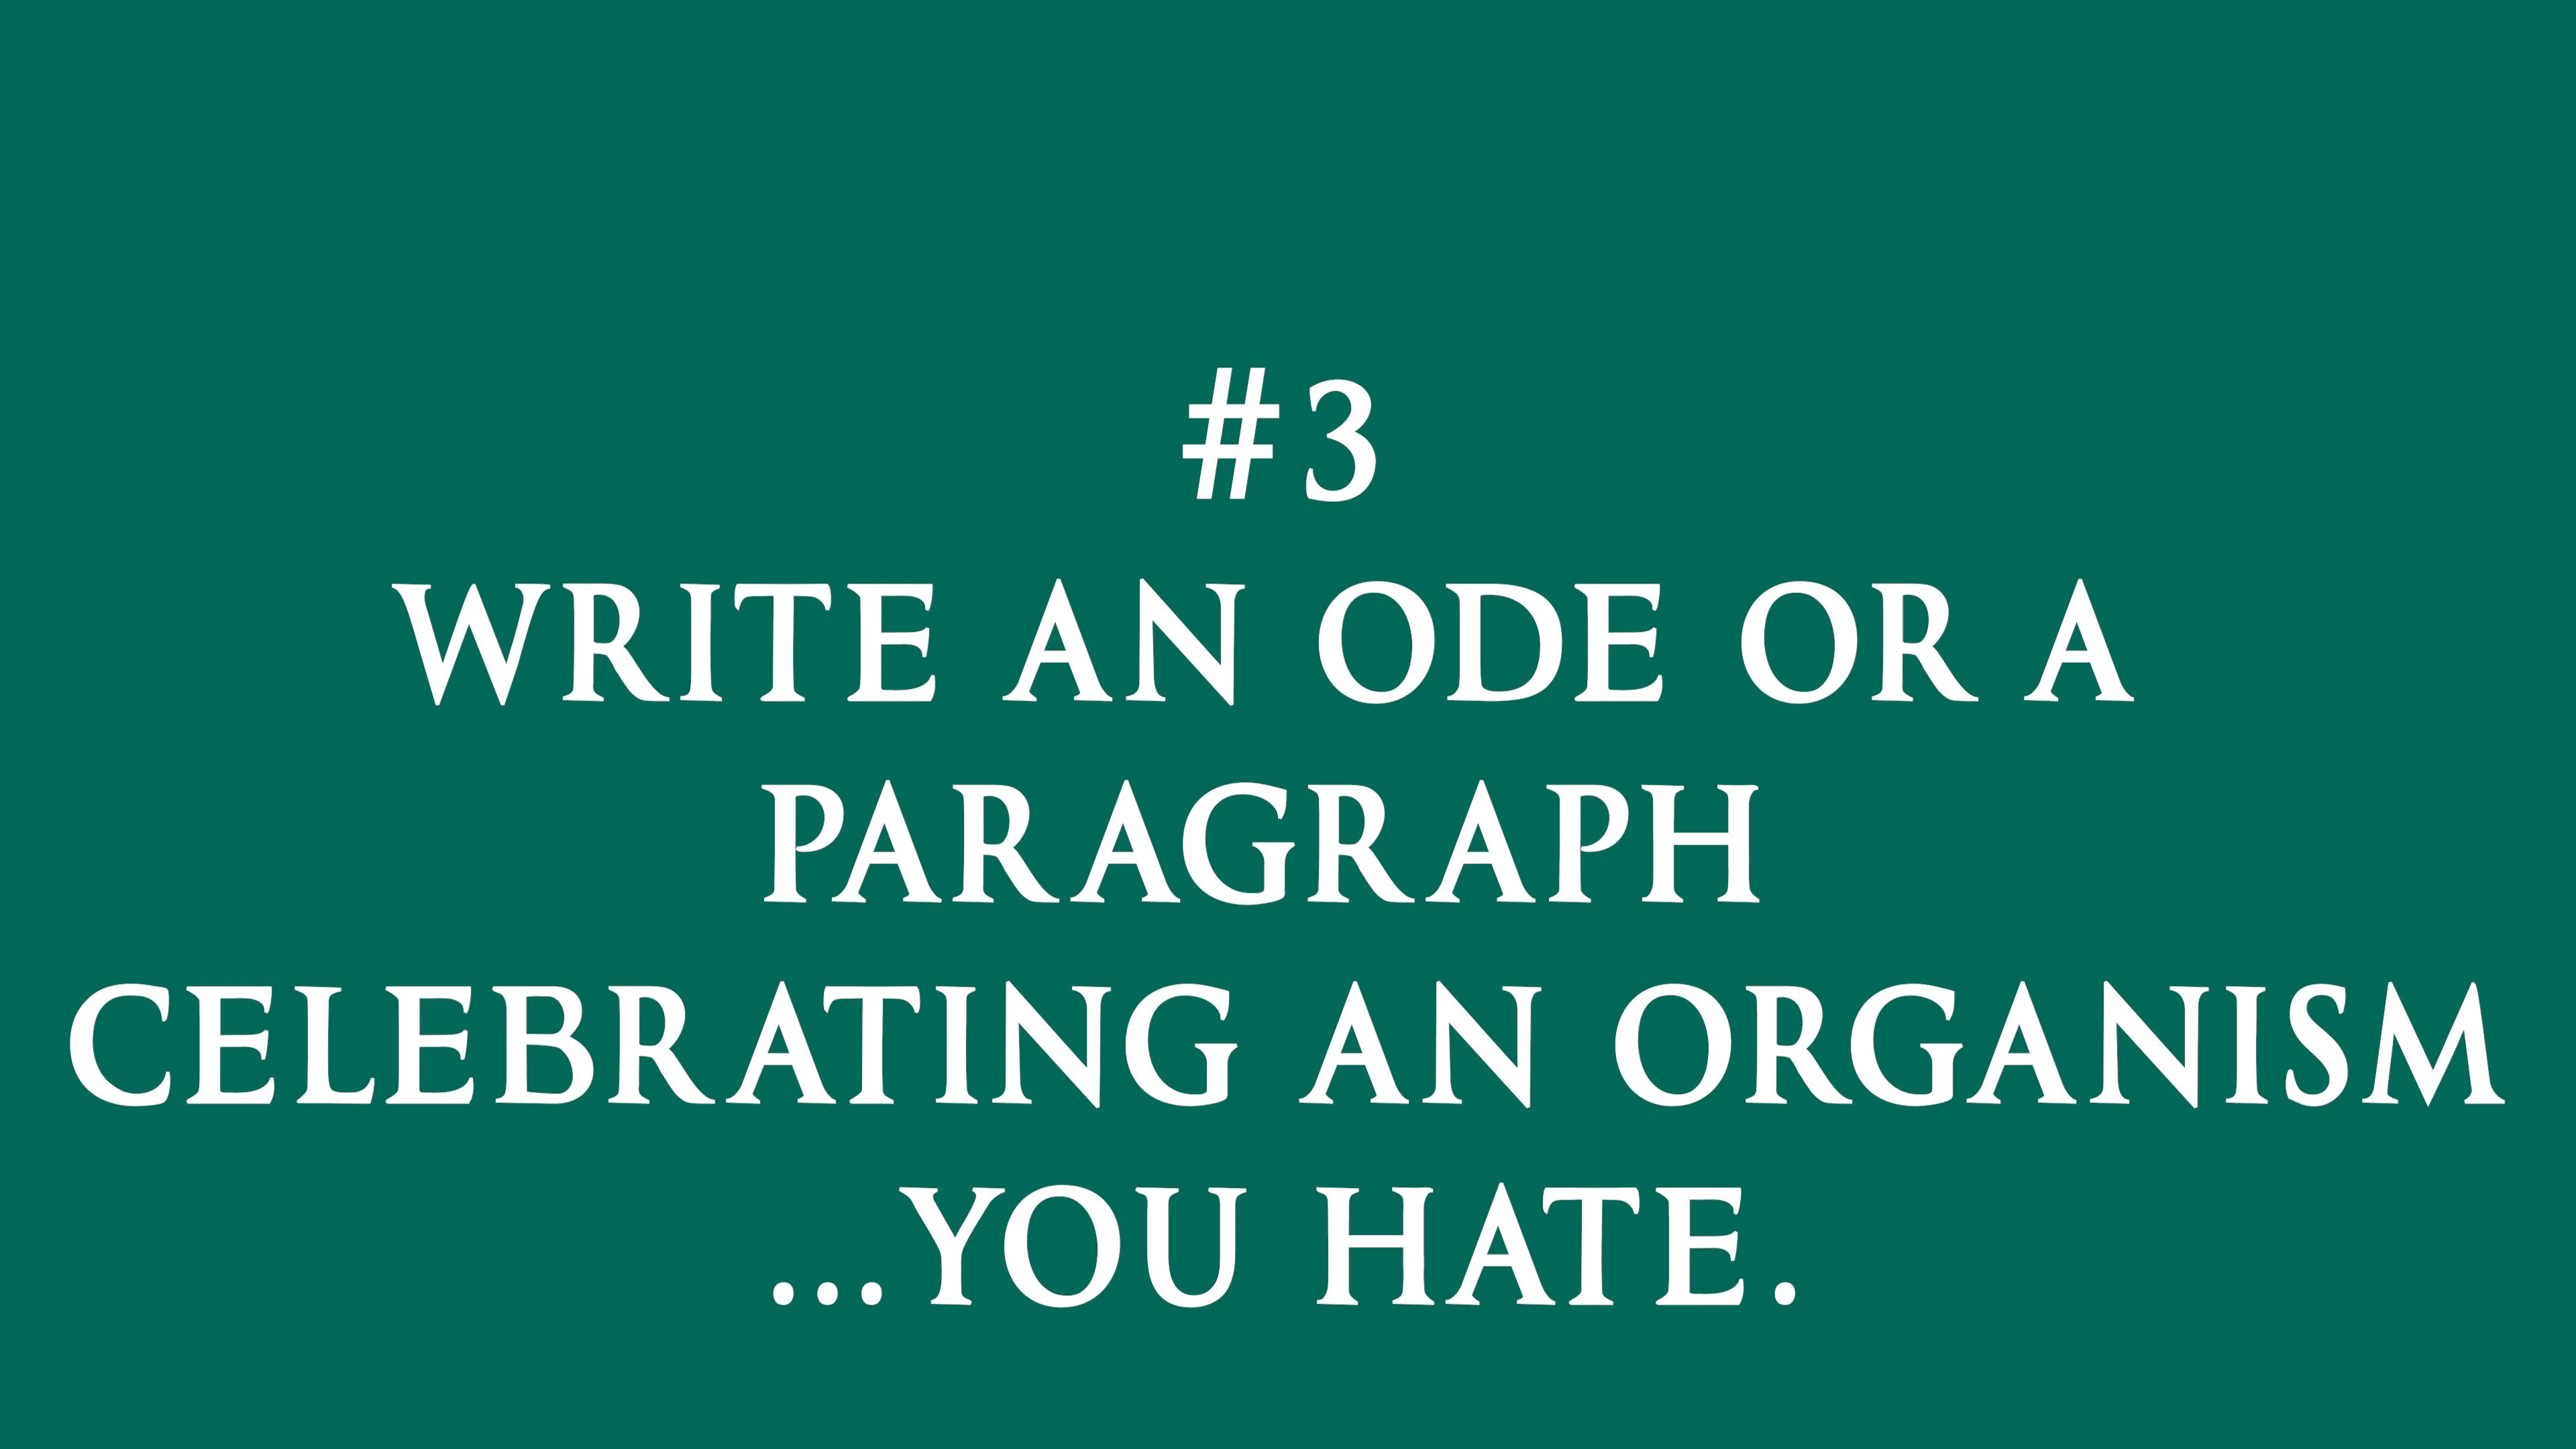 #3
WRITE AN ODE OR A
PARAGRAPH
CELEBRATING AN ORGANISM
...YOU HATE.